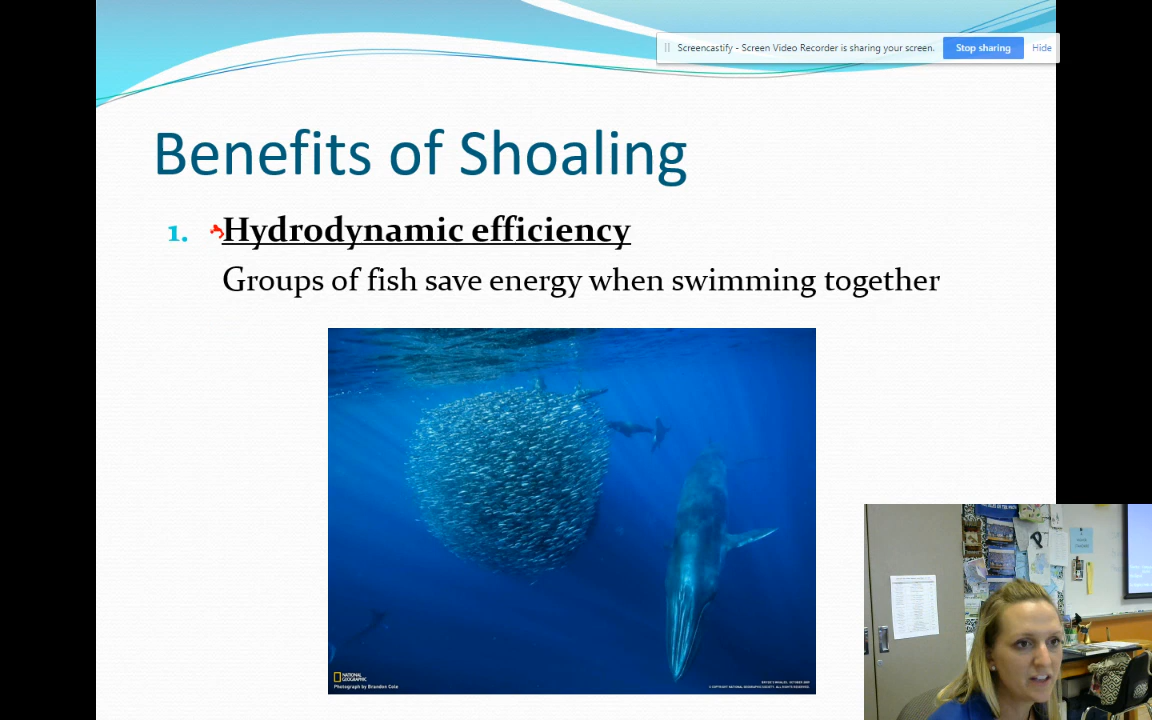 Screencastify - Screen Video Recorder is sharing your screen. Stop sharing Hide
Benefits of Shoaling
1. Hydrodynamic efficiency
Groups of fish save energy when swimming together
NATIONAL
GEOGRAPHIC
Photograph by Brandon Cole
P